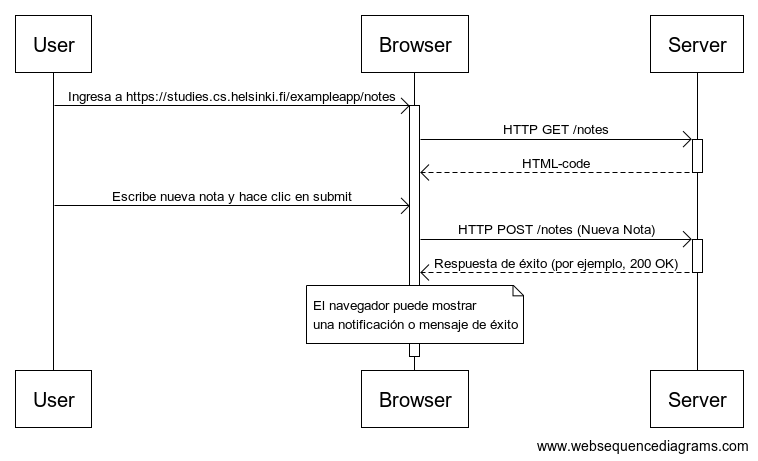 User
Browser
Server
Ingresa a https://studies.cs.helsinki.fi/exampleapp/notes
HTTP GET /notes
HTML-code
Escribe nueva nota y hace clic en submit
HTTP POST /notes (Nueva Nota)
Respuesta de éxito (por ejemplo, 200 OK)
El navegador puede mostrar
una notificación o mensaje de éxito
User
Browser
Server
www.websequencediagrams.com